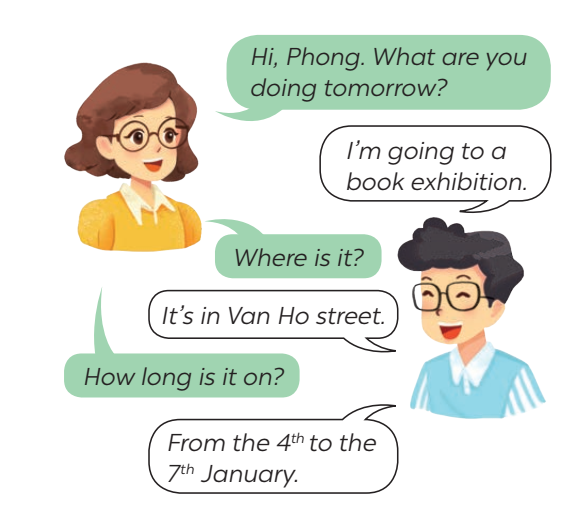 Hi, Phong. What are you
doing tomorrow?
I'm going to a
book exhibition.
Where is it?
It's in Van Ho street.
How long is it on?
From the 4th to the
7th January.